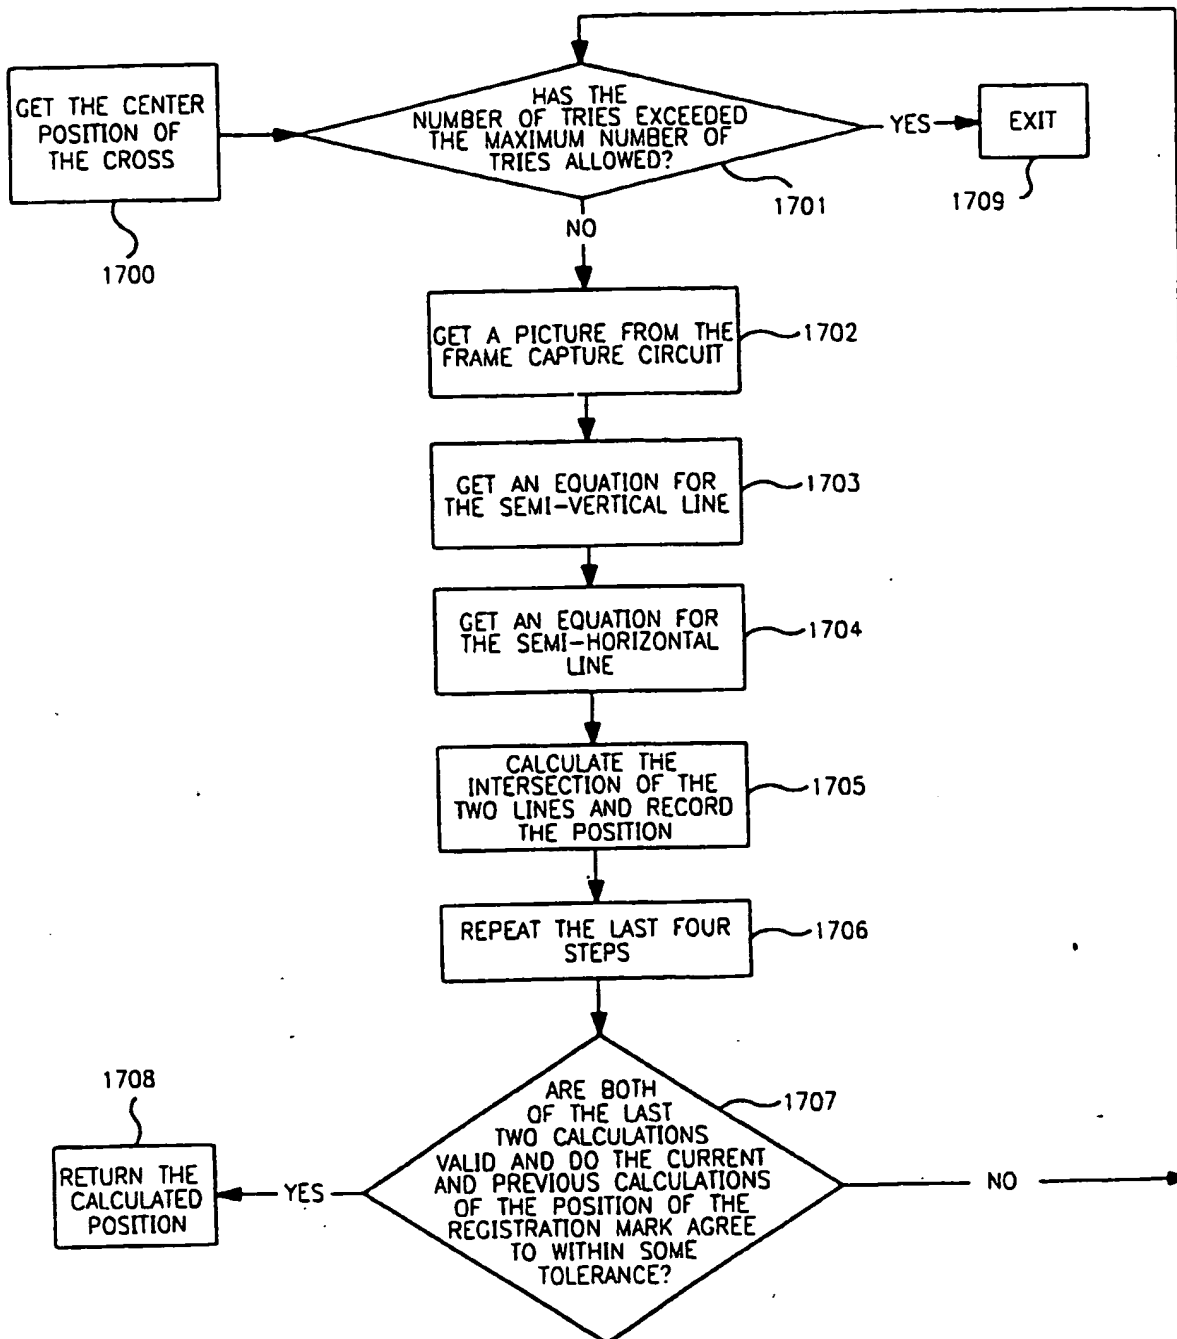 GET THE CENTER
POSITION OF
THE CROSS
1700
HAS THE
NUMBER OF TRIES EXCEEDED
THE MAXIMUM NUMBER OF
TRIES ALLOWED?
1701
YES
EXIT
1709
NO
GET A PICTURE FROM THE
FRAME CAPTURE CIRCUIT
1702
GET AN EQUATION FOR
THE SEMI-VERTICAL LINE
1703
GET AN EQUATION FOR
THE SEMI-HORIZONTAL
LINE
1704
CALCULATE THE
INTERSECTION OF THE
TWO LINES AND RECORD
THE POSITION
1705
REPEAT THE LAST FOUR
STEPS
1706
ARE BOTH
OF THE LAST
TWO CALCULATIONS
VALID AND DO THE CURRENT
AND PREVIOUS CALCULATIONS
OF THE POSITION OF THE
REGISTRATION MARK AGREE
TO WITHIN SOME
TOLERANCE?
1707
YES
1708
RETURN THE
CALCULATED
POSITION
NO